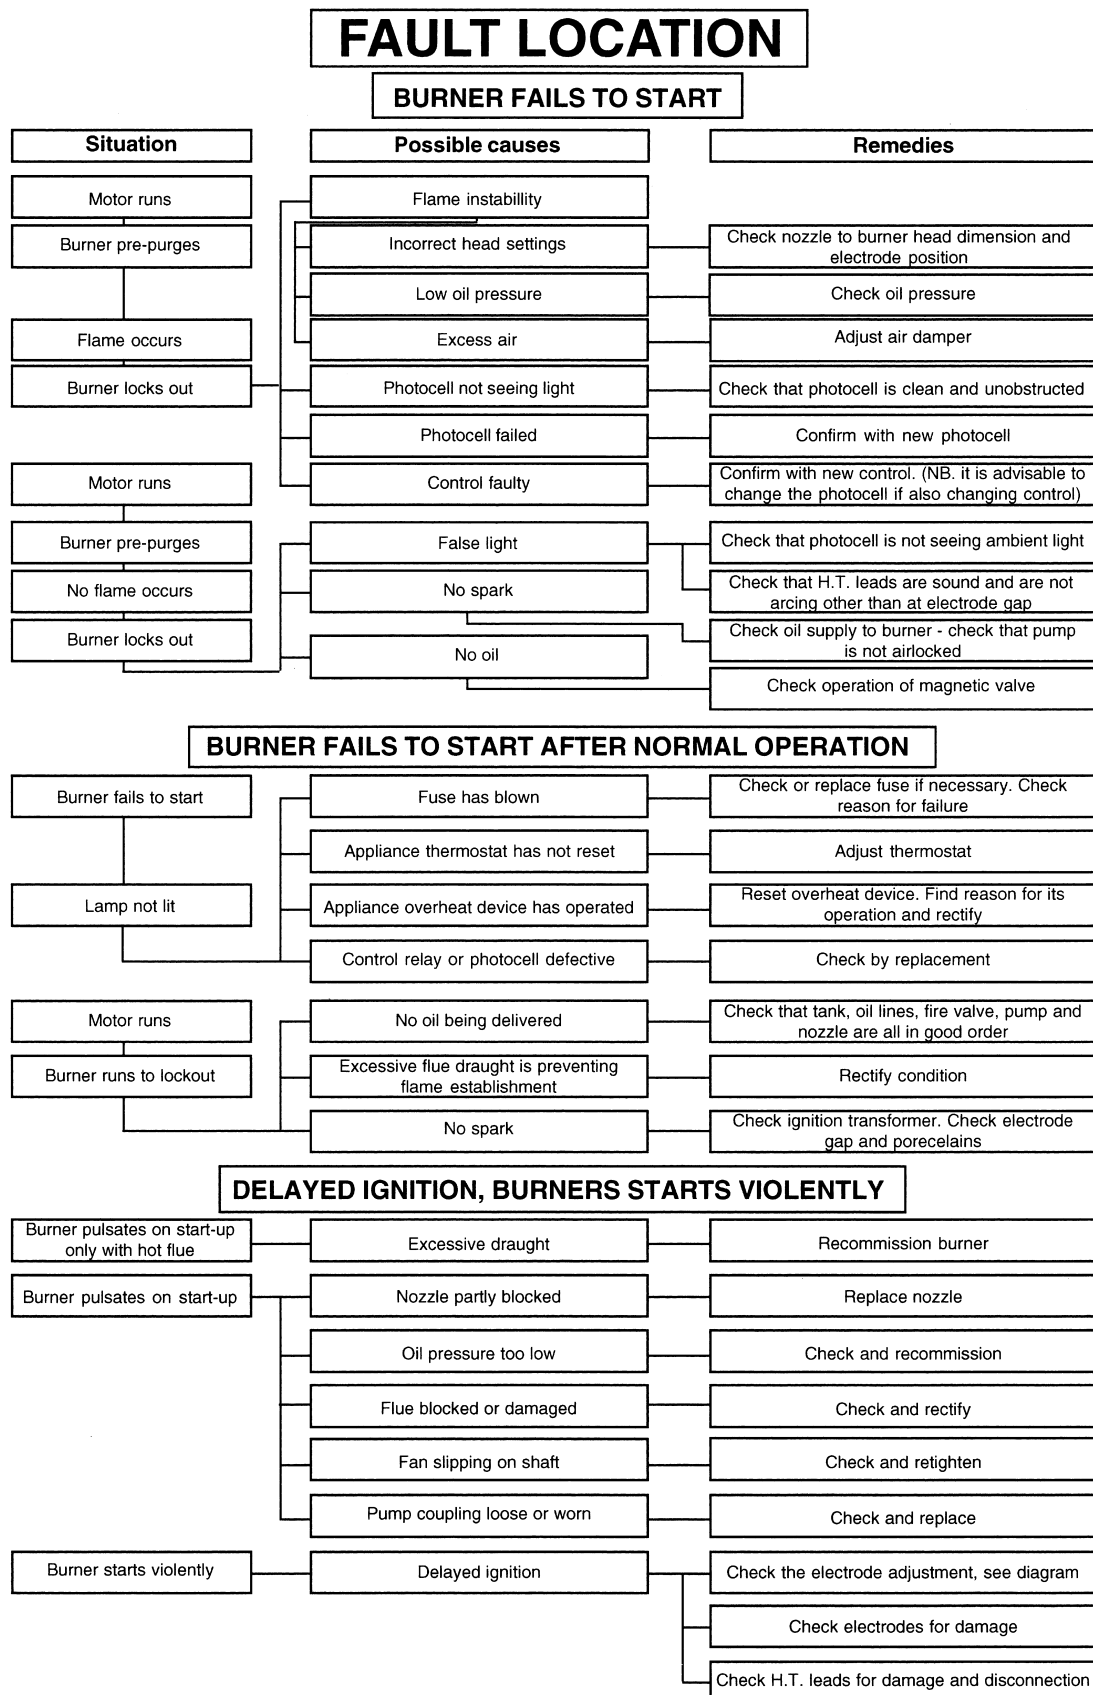 FAULT LOCATION
BURNER FAILS TO START
Situation
Possible causes
Remedies
Motor runs
Flame instabillity
Burner pre-purges
Incorrect head settings
Check nozzle to burner head dimension and
electrode position
Low oil pressure
Check oil pressure
Flame occurs
Excess air
Adjust air damper
Burner locks out
Photocell not seeing light
Check that photocell is clean and unobstructed
Photocell failed
Confirm with new photocell
Motor runs
Control faulty
Confirm with new control. (NB. it is advisable to
change the photocell if also changing control)
Burner pre-purges
False light
Check that photocell is not seeing ambient light
No flame occurs
No spark
Check that H.T. leads are sound and are not
arcing other than at electrode gap
Burner locks out
No oil
Check oil supply to burner - check that pump
is not airlocked
Check operation of magnetic valve
BURNER FAILS TO START AFTER NORMAL OPERATION
Burner fails to start
Fuse has blown
Check or replace fuse if necessary. Check
reason for failure
Appliance thermostat has not reset
Adjust thermostat
Lamp not lit
Appliance overheat device has operated
Reset overheat device. Find reason for its
operation and rectify
Control relay or photocell defective
Check by replacement
Motor runs
No oil being delivered
Check that tank, oil lines, fire valve, pump and
nozzle are all in good order
Burner runs to lockout
Excessive flue draught is preventing
flame establishment
Rectify condition
No spark
Check ignition transformer. Check electrode
gap and porecelains
DELAYED IGNITION, BURNERS STARTS VIOLENTLY
Burner pulsates on start-up
only with hot flue
Excessive draught
Recommission burner
Burner pulsates on start-up
Nozzle partly blocked
Replace nozzle
Oil pressure too low
Check and recommission
Flue blocked or damaged
Check and rectify
Fan slipping on shaft
Check and retighten
Pump coupling loose or worn
Check and replace
Burner starts violently
Delayed ignition
Check the electrode adjustment, see diagram
Check electrodes for damage
Check H.T. leads for damage and disconnection